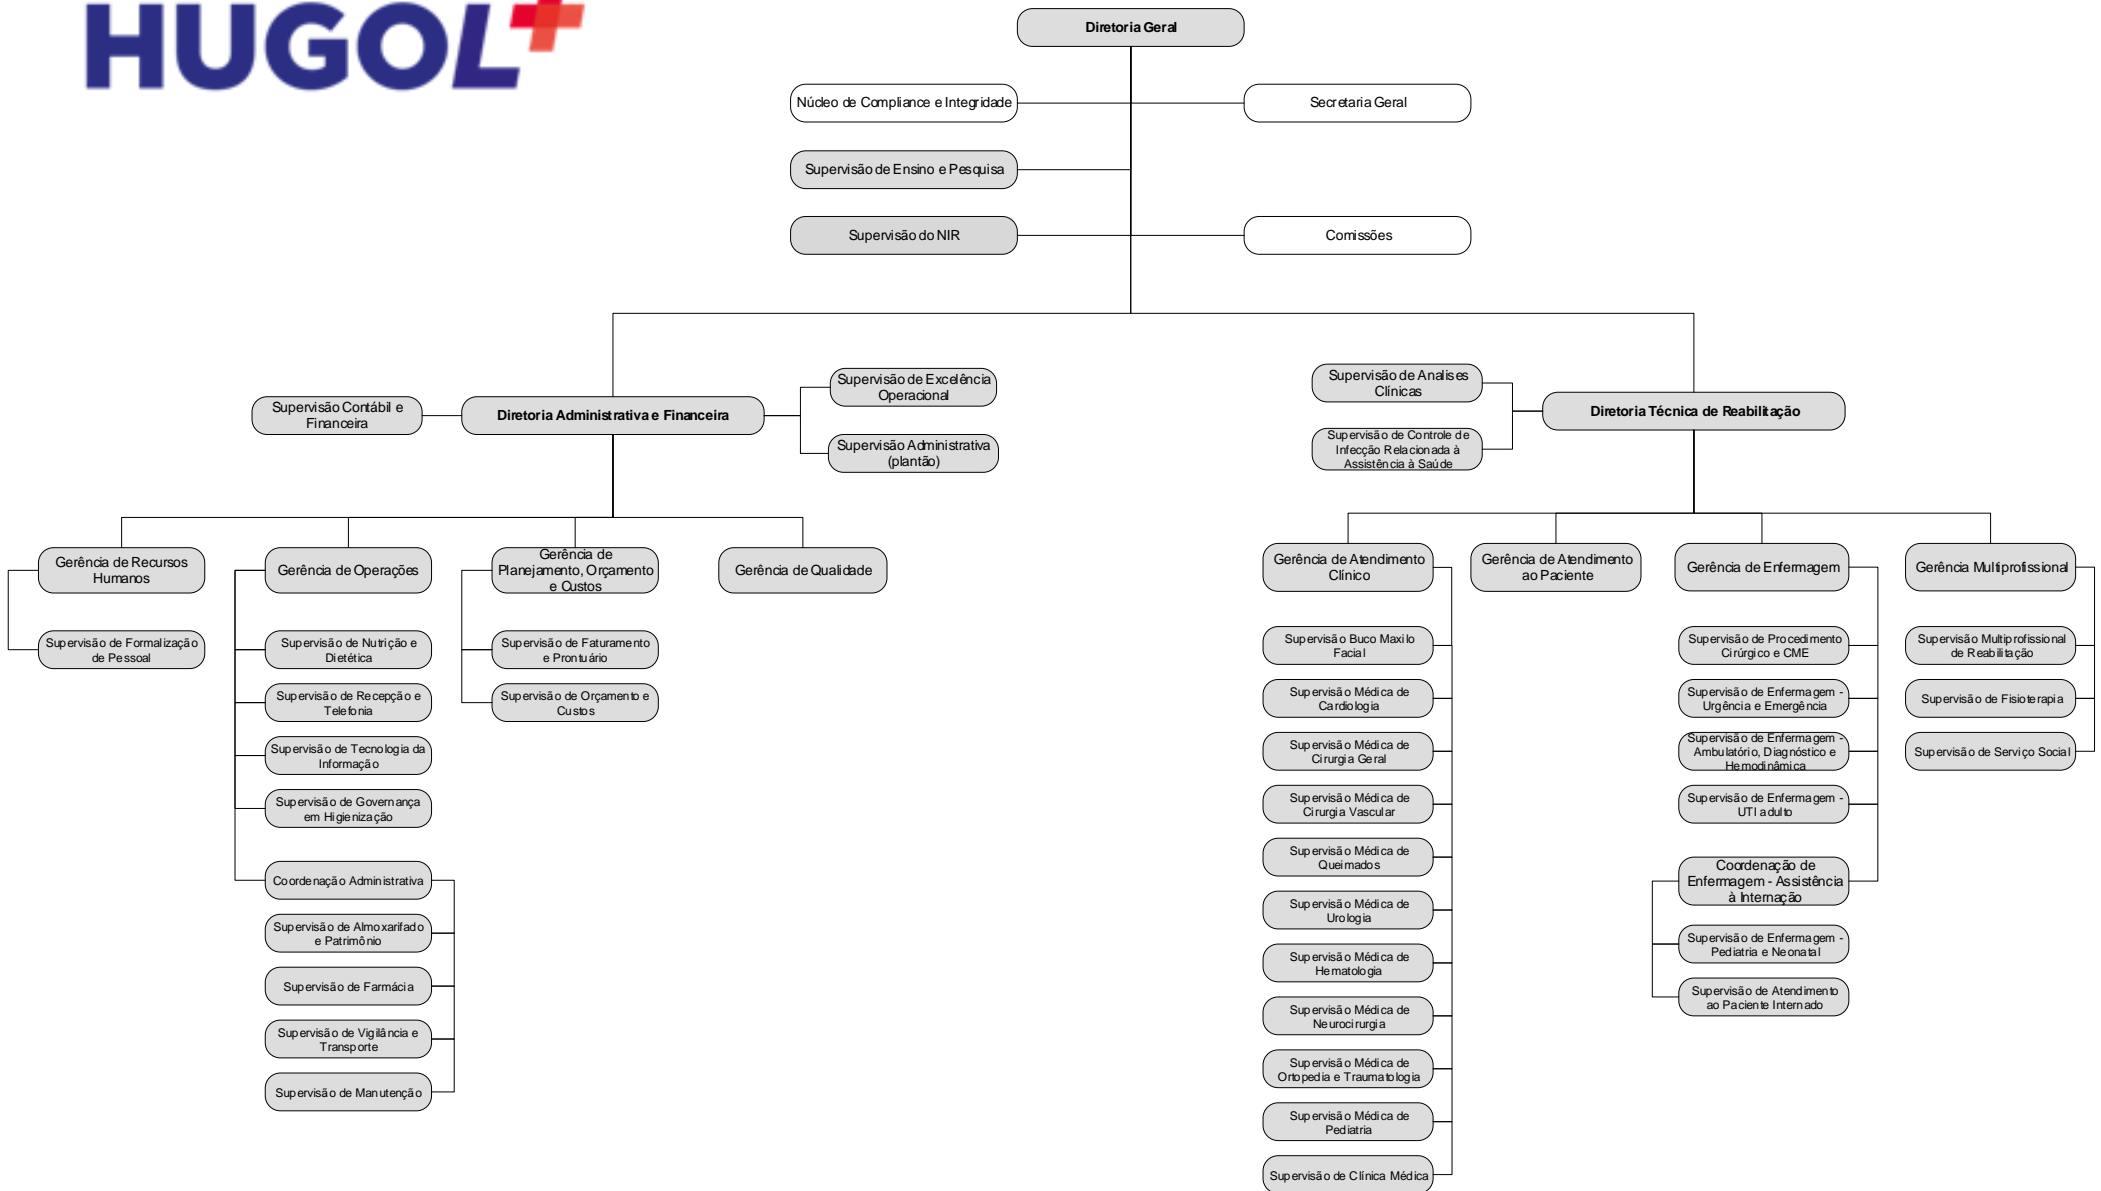 HUGOL
Diretoria Geral
Núcleo de Compliance e Integridade
Secretaria Geral
Supervisão de Ensino e Pesquisa
Supervisão do NIR
Comissões
Supervisão Contábil e
Financeira
Diretoria Administrativa e Financeira
Supervisão de Excelência
Operacional
Supervisão Administrativa
(plantão)
Supervisão de Analises
Clínicas
Supervisão de Controle de
Infecção Relacionada à
Assistência à Saúde
Diretoria Técnica de Reabilitação
Gerência de Recursos
Humanos
Supervisão de Formalização
de Pessoal
Gerência de Operações
Supervisão de Nutrição e
Dietética
Supervisão de Recepção e
Telefonia
Supervisão de Tecnologia da
Informação
Supervisão de Governança
em Higienização
Coordenação Administrativa
Supervisão de Almoxarifado
e Patrimônio
Supervisão de Farmácia
Supervisão de Vigilância e
Transporte
Supervisão de Manutenção
Gerência de
Planejamento, Orçamento
e Custos
Supervisão de Faturamento
e Prontuário
Supervisão de Orçamento e
Custos
Gerência de Qualidade
Gerência de Atendimento
Clínico
Supervisão Buco Maxilo
Facial
Supervisão Médica de
Cardiologia
Supervisão Médica de
Cirurgia Geral
Supervisão Médica de
Cirurgia Vascular
Supervisão Médica de
Queimados
Supervisão Médica de
Urologia
Supervisão Médica de
Hematologia
Supervisão Médica de
Neurocirurgia
Supervisão Médica de
Ortopedia e Traumatologia
Supervisão Médica de
Pediatria
Supervisão de Clínica Médica
Gerência de Atendimento
ao Paciente
Gerência de Enfermagem
Supervisão de Procedimento
Cirúrgico e CME
Supervisão de Enfermagem -
Urgência e Emergência
Supervisão de Enfermagem -
Ambulatório, Diagnóstico e
Hemodinâmica
Supervisão de Enfermagem -
UTI adulto
Coordenação de
Enfermagem - Assistência
à Internação
Supervisão de Enfermagem -
Pediatria e Neonatal
Supervisão de Atendimento
ao Paciente Internado
Gerência Multiprofissional
Supervisão Multiprofissional
de Reabilitação
Supervisão de Fisioterapia
Supervisão de Serviço Social